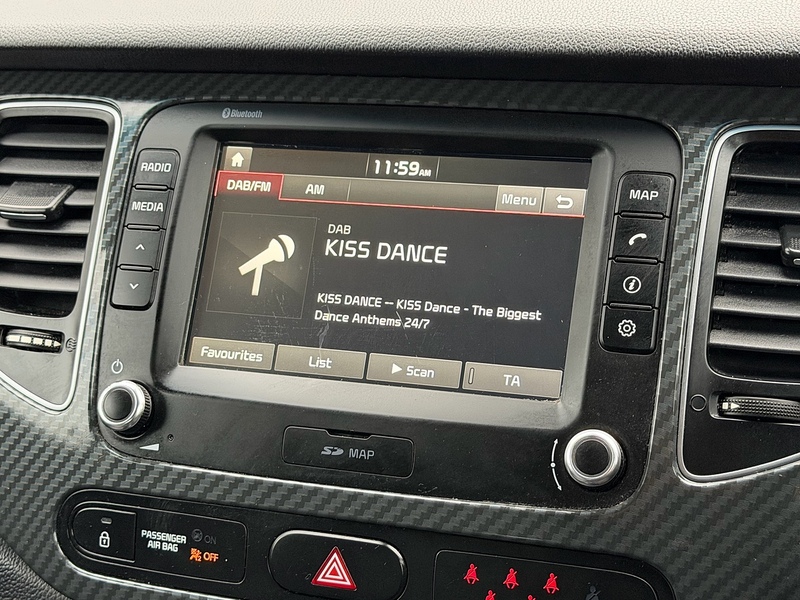 Bluetooth
RADIO
MEDIA
11:59AM
DAB/FM
AM
Menu
DAB
KISS DANCE
KISS DANCE — KISS Dance - The Biggest
Dance Anthems 24/7
Favourites
List
Scan
TA
MAP
SD MAP
PASSENGER
AIR BAG
ON
OFF